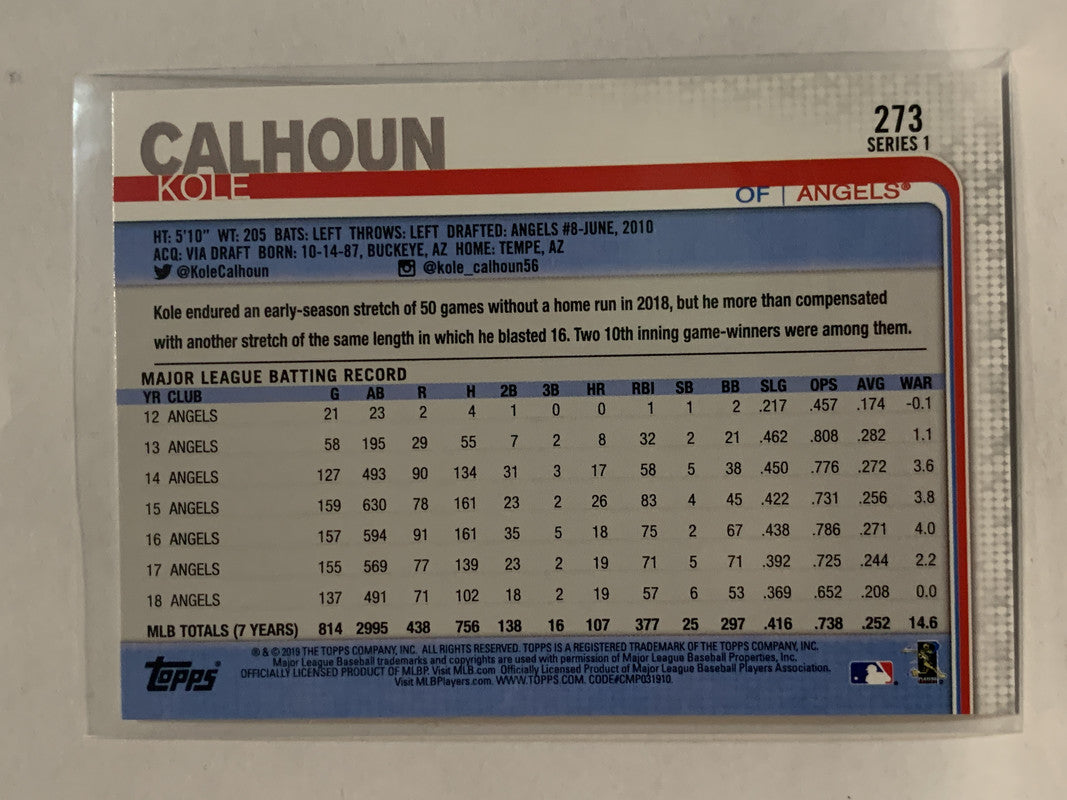 CALHOUN
KOLE
273
SERIES 1
OF | ANGELS®
HT: 5'10" WT: 205 BATS: LEFT THROWS: LEFT DRAFTED: ANGELS #8-JUNE, 2010
ACQ: VIA DRAFT BORN: 10-14-87, BUCKEYE, AZ HOME: TEMPE, AZ
@KoleCalhoun @kole_calhoun56
Kole endured an early-season stretch of 50 games without a home run in 2018, but he more than compensated
with another stretch of the same length in which he blasted 16. Two 10th inning game-winners were among them.
MAJOR LEAGUE BATTING RECORD
YR CLUB G AB R H 2B 3B HR RBI SB BB SLG OPS AVG WAR
12 ANGELS 21 23 2 4 1 0 0 1 1 2 .217 .457 .174 -0.1
13 ANGELS 58 195 29 55 7 2 8 32 2 21 .462 .808 .282 1.1
14 ANGELS 127 493 90 134 31 3 17 58 5 38 .450 .776 .272 3.6
15 ANGELS 159 630 78 161 23 2 26 83 4 45 .422 .731 .256 3.8
16 ANGELS 157 594 91 161 35 5 18 75 2 67 .438 .786 .271 4.0
17 ANGELS 155 569 77 139 23 2 19 71 5 71 .392 .725 .244 2.2
18 ANGELS 137 491 71 102 18 2 19 57 6 53 .369 .652 .208 0.0
MLB TOTALS (7 YEARS) 814 2995 438 756 138 16 107 377 25 297 .416 .738 .252 14.6
Topps®
® & © 2019 THE TOPPS COMPANY, INC. ALL RIGHTS RESERVED. TOPPS IS A REGISTERED TRADEMARK OF THE TOPPS COMPANY, INC.
Major League Baseball trademarks and copyrights are used with permission of Major League Baseball Properties, Inc.
OFFICIALLY LICENSED PRODUCT OF MLBP. Visit MLB.com. Officially Licensed Product of Major League Baseball Players Association.
Visit MLBPlayers.com. WWW.TOPPS.COM. CODE#CMP031910.